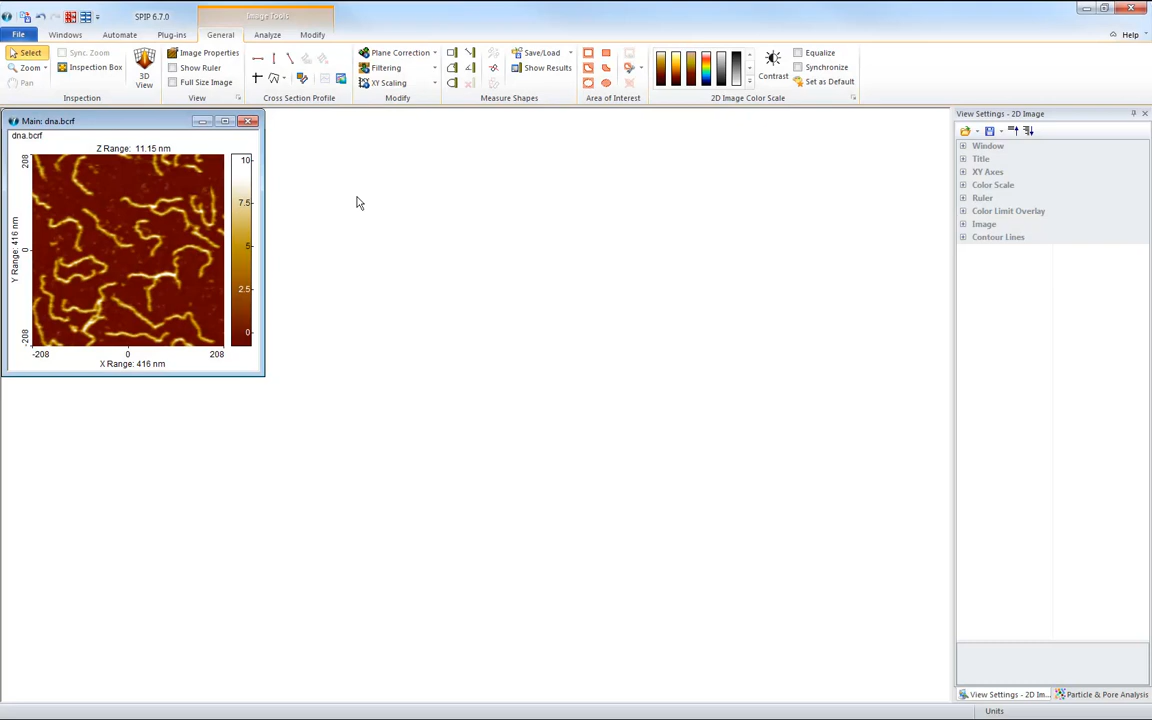 SPIP 6.7.0
Image Tools
File Windows Automate Plug-ins General Analyze Modify Help
Select Sync. Zoom Image Properties Plane Correction Save/Load Equalize
Zoom Inspection Box Show Ruler Filtering Show Results Synchronize
Pan 3D View Full Size Image XY Scaling Contrast Set as Default
Inspection View Cross Section Profile Modify Measure Shapes Area of Interest 2D Image Color Scale
Main: dna.bcrf
dna.bcrf
Z Range: 11.15 nm
208
Y Range: 416 nm
0
-208
10
7.5
5
2.5
0
-208 0 208
X Range: 416 nm
View Settings - 2D Image
Window
Title
XY Axes
Color Scale
Ruler
Color Limit Overlay
Image
Contour Lines
View Settings - 2D Im... Particle & Pore Analysis
Units